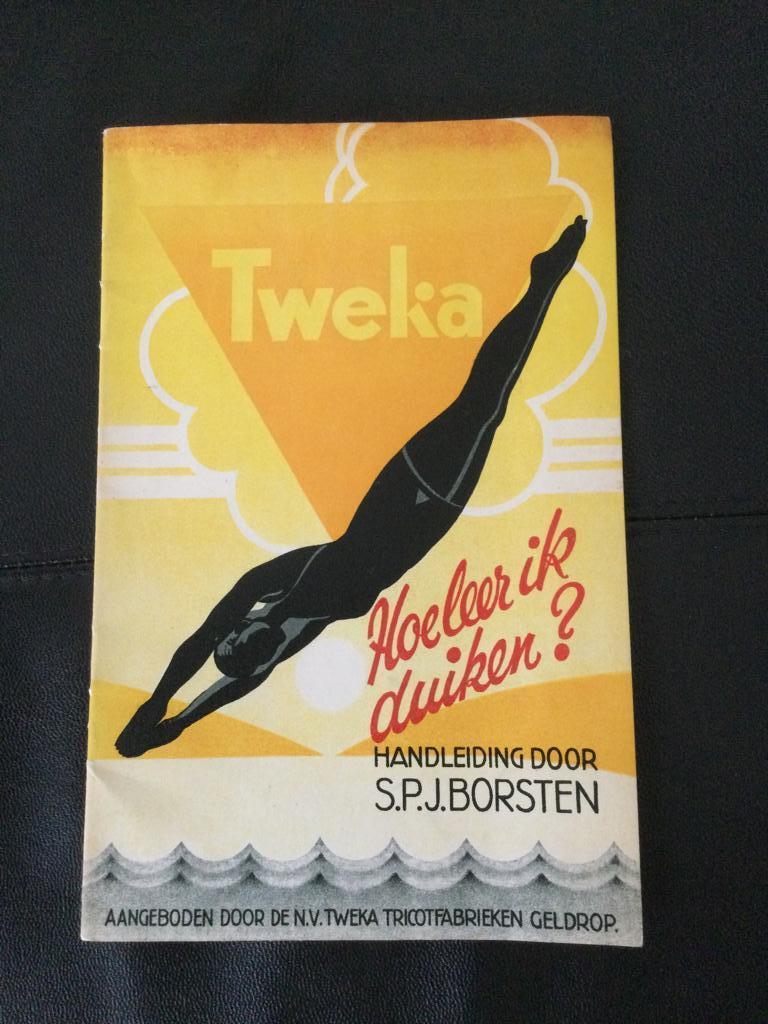 Tweka
Hoe leer ik
duiken?
HANDLEIDING DOOR
S.P.J.BORSTEN
AANGEBODEN DOOR DE N.V. TWEKA TRICOTFABRIEKEN GELDROP.